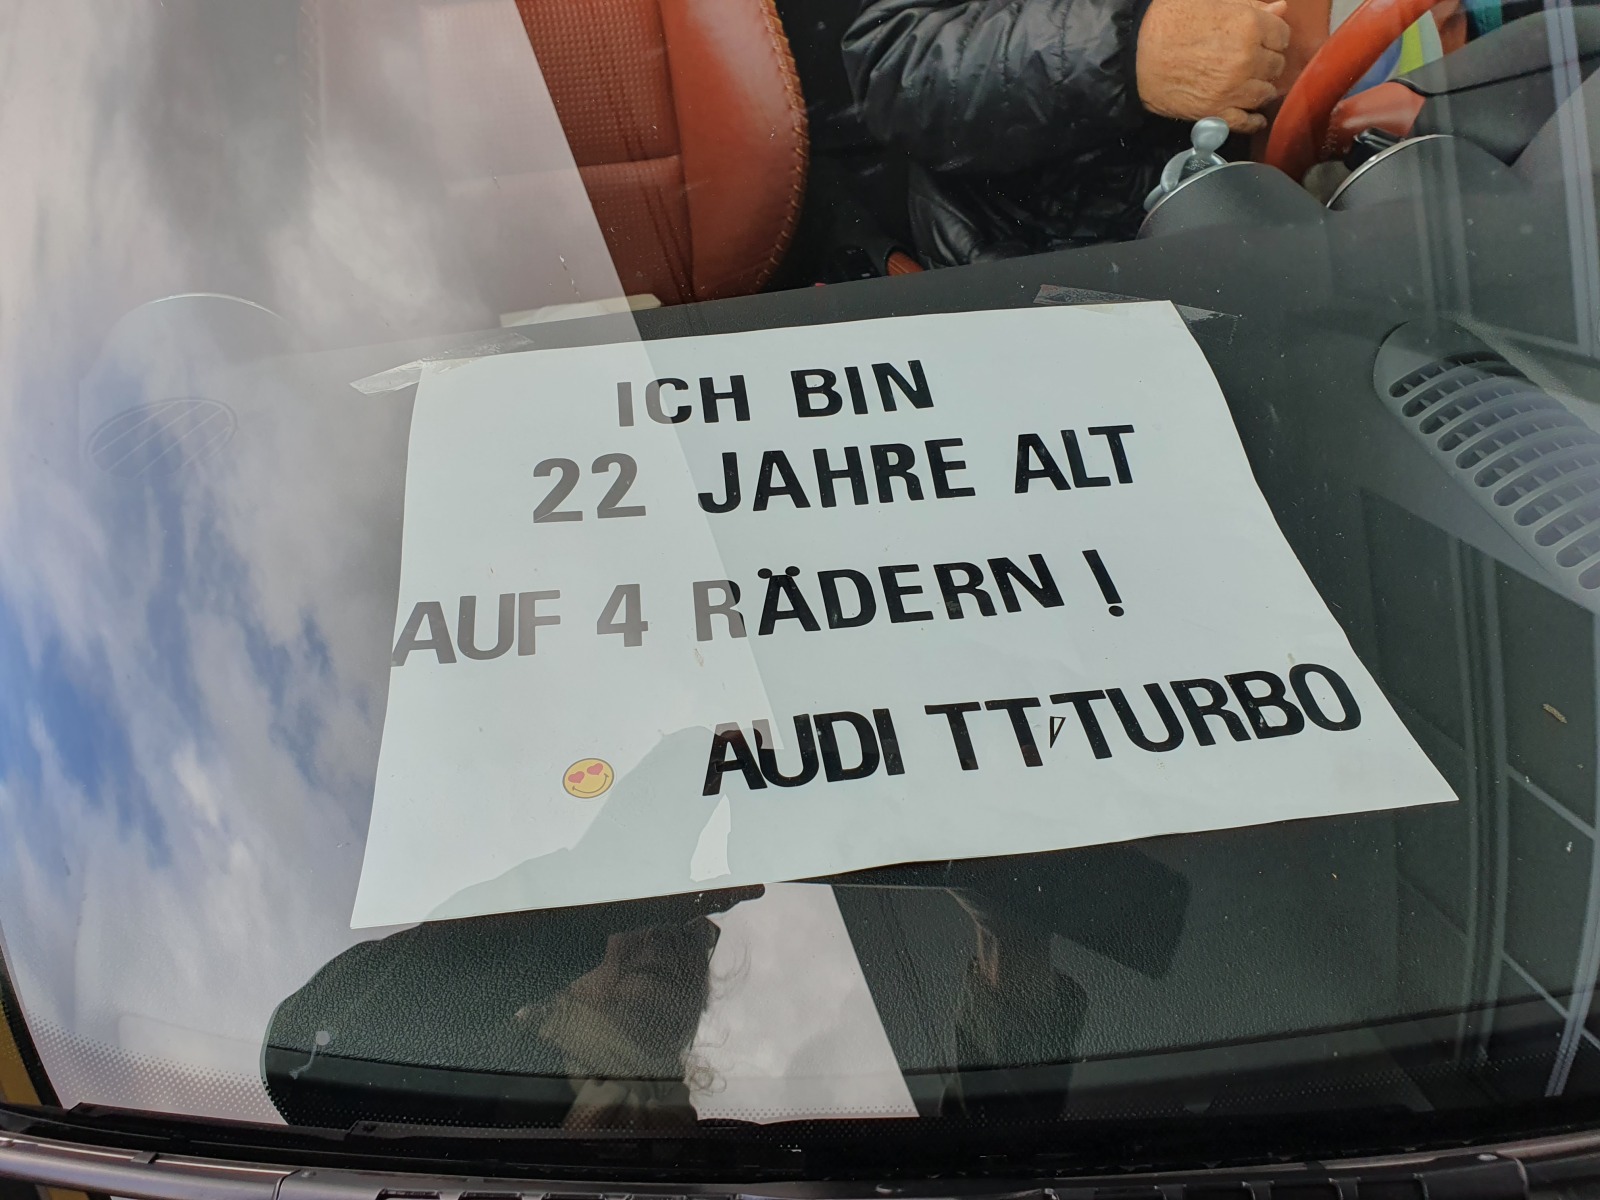 ICH BIN
22 JAHRE ALT
AUF 4 RÄDERN !
AUDI TT-TURBO